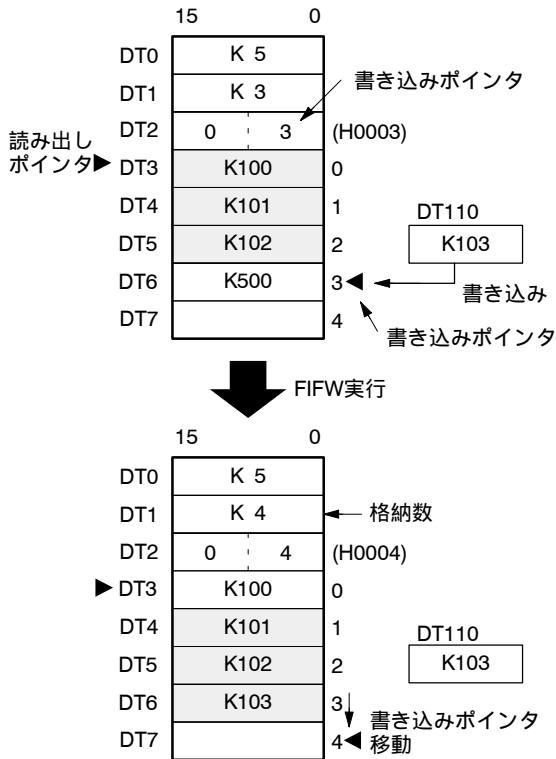 15 0
DT0 K 5
DT1 K 3
書き込みポインタ
DT2 0 3 (H0003)
読み出し
ポインタ▶ DT3 K100 0
DT4 K101 1
DT110
DT5 K102 2 K103
DT6 K500 3◀
書き込み
DT7 4
書き込みポインタ
FIFW実行
15 0
DT0 K 5
DT1 K 4 格納数
DT2 0 4 (H0004)
▶ DT3 K100 0
DT4 K101 1
DT110
DT5 K102 2 K103
DT6 K103 3
書き込みポインタ
DT7 4◀ 移動